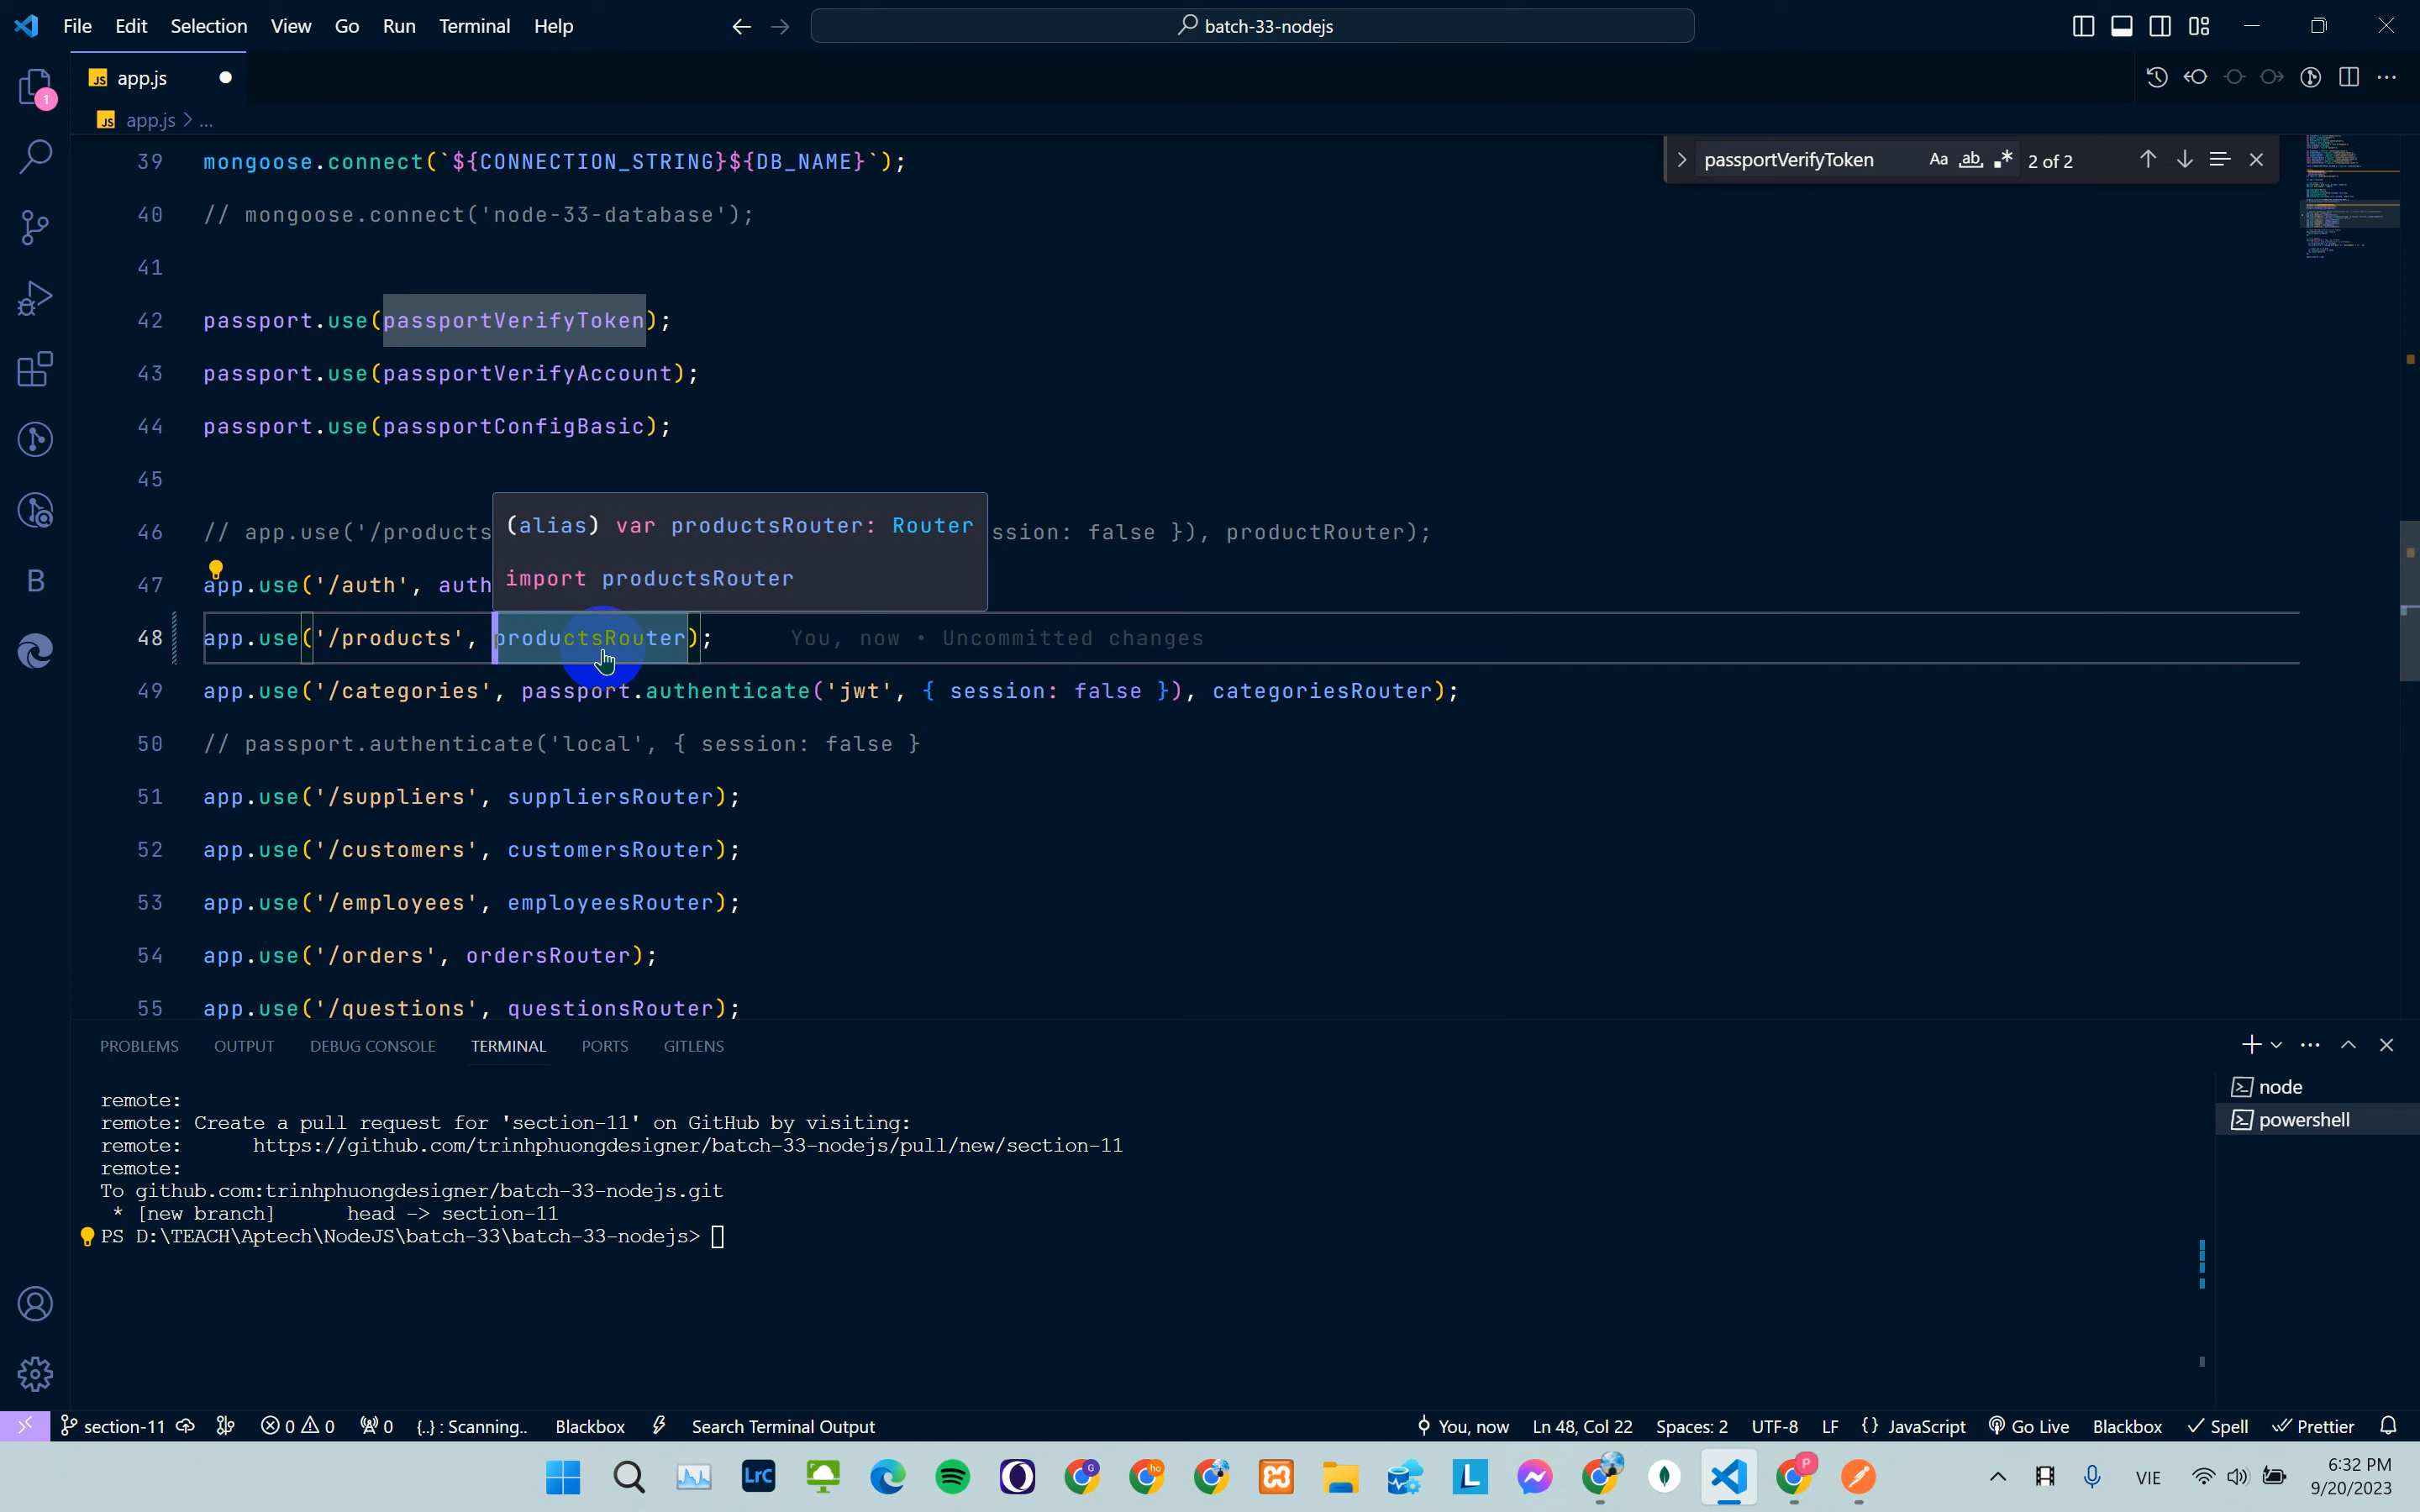 File Edit Selection View Go Run Terminal Help
batch-33-nodejs
1
JS app.js
JS app.js > ...
passportVerifyToken Aa ab 2 of 2
39 mongoose.connect(`${CONNECTION_STRING}${DB_NAME}`);
40 // mongoose.connect('node-33-database');
41
42 passport.use(passportVerifyToken);
43 passport.use(passportVerifyAccount);
44 passport.use(passportConfigBasic);
45
(alias) var productsRouter: Router
import productsRouter
46 // app.use('/products ssion: false }), productRouter);
47 app.use('/auth', auth
48 app.use('/products', productsRouter); You, now • Uncommitted changes
49 app.use('/categories', passport.authenticate('jwt', { session: false }), categoriesRouter);
50 // passport.authenticate('local', { session: false }
51 app.use('/suppliers', suppliersRouter);
52 app.use('/customers', customersRouter);
53 app.use('/employees', employeesRouter);
54 app.use('/orders', ordersRouter);
55 app.use('/questions', questionsRouter);
B
PROBLEMS OUTPUT DEBUG CONSOLE TERMINAL PORTS GITLENS
node
powershell
remote:
remote: Create a pull request for 'section-11' on GitHub by visiting:
remote:      https://github.com/trinhphuongdesigner/batch-33-nodejs/pull/new/section-11
remote:
To github.com:trinhphuongdesigner/batch-33-nodejs.git
* [new branch]      head -> section-11
PS D:\TEACH\Aptech\NodeJS\batch-33\batch-33-nodejs>
section-11 0 0 0 {..} : Scanning.. Blackbox Search Terminal Output You, now Ln 48, Col 22 Spaces: 2 UTF-8 LF {} JavaScript Go Live Blackbox Spell Prettier
LrC G ho L P VIE 6:32 PM
9/20/2023